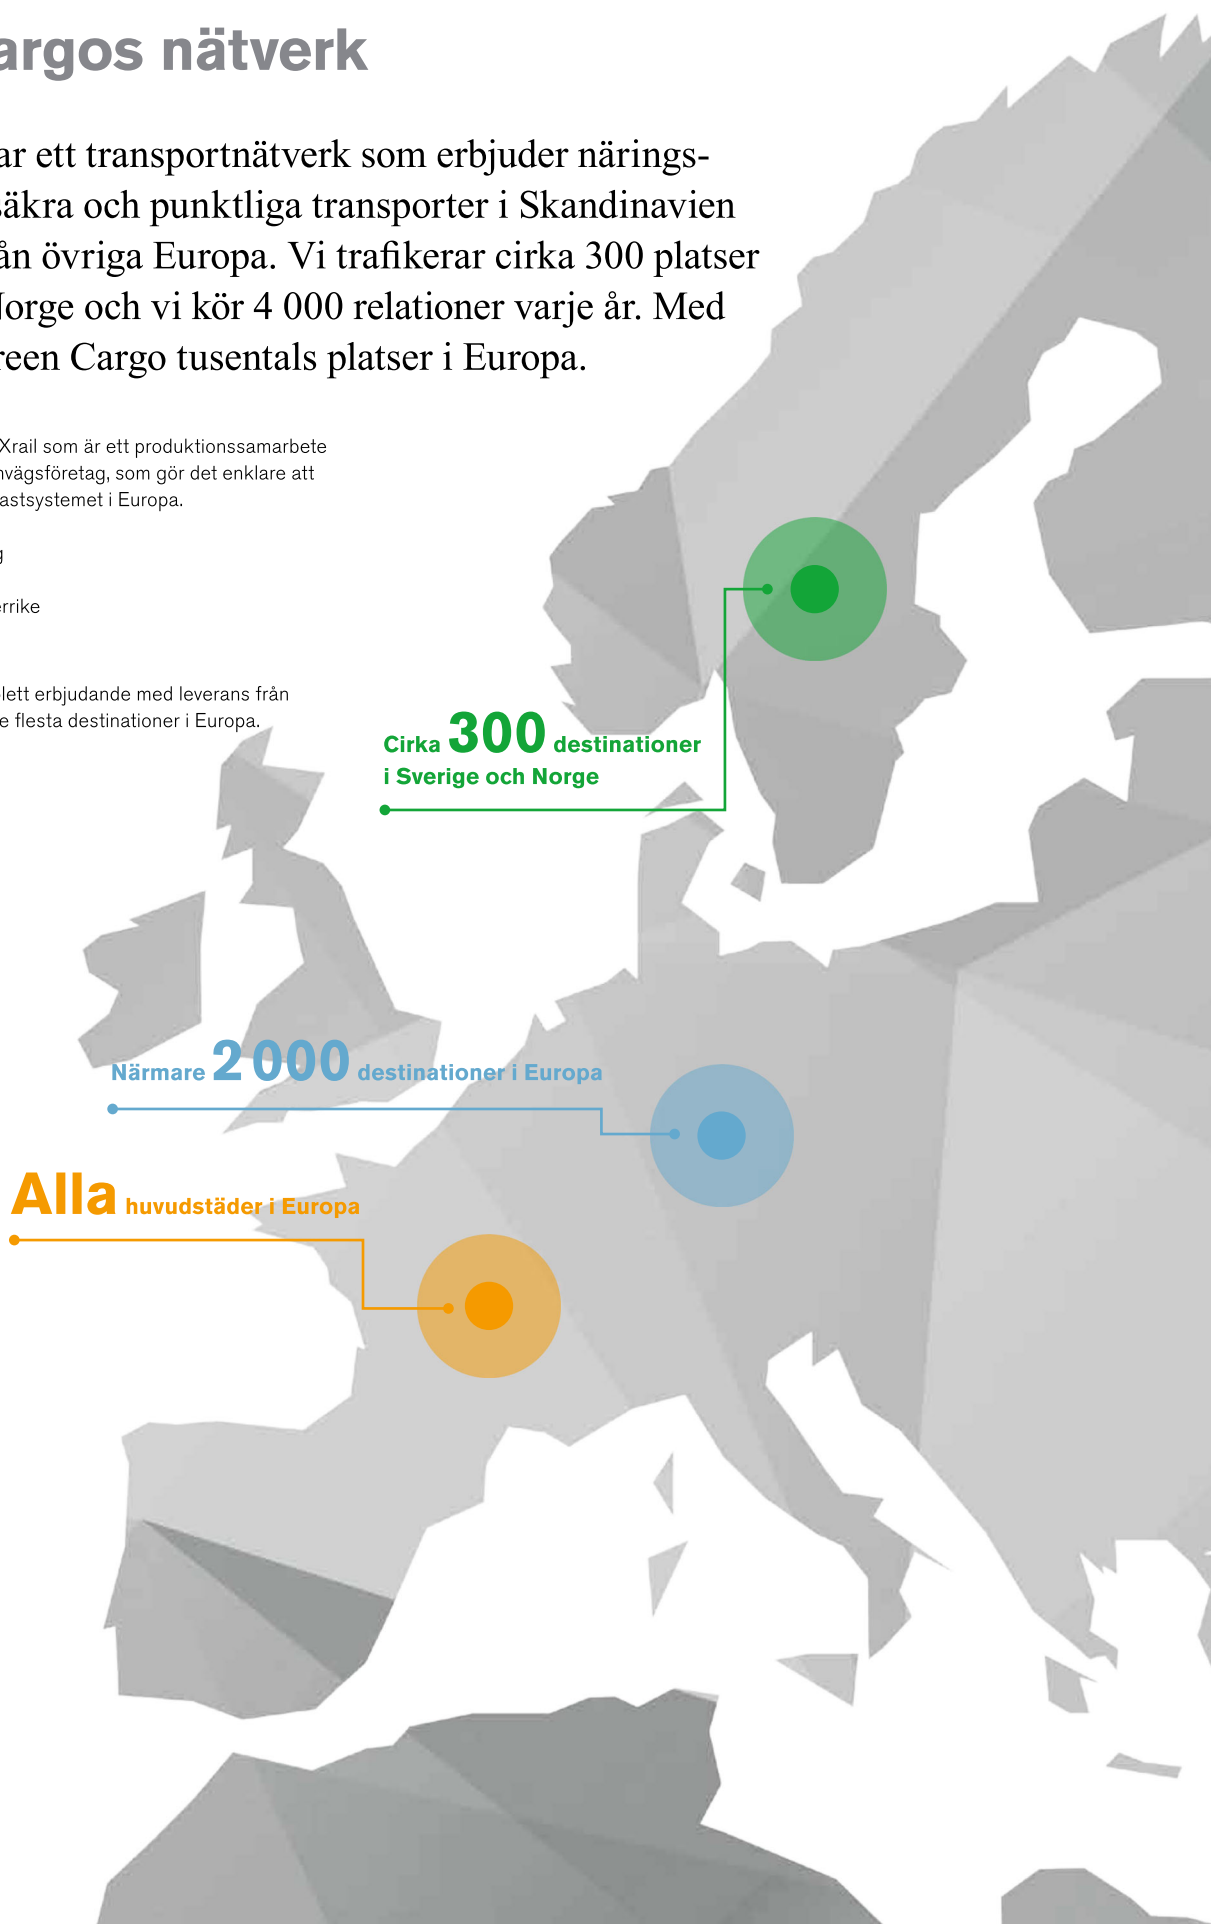 argos nätverk
ar ett transportnätverk som erbjuder närings-
säkra och punktliga transporter i Skandinavien
ån övriga Europa. Vi trafikerar cirka 300 platser
Norge och vi kör 4 000 relationer varje år. Med
reen Cargo tusentals platser i Europa.
Xrail som är ett produktionssamarbete
nvägsföretag, som gör det enklare att
astsystemet i Europa.
g
errike
lett erbjudande med leverans från
e flesta destinationer i Europa.
Cirka 300 destinationer
i Sverige och Norge
Närmare 2 000 destinationer i Europa
Alla huvudstäder i Europa